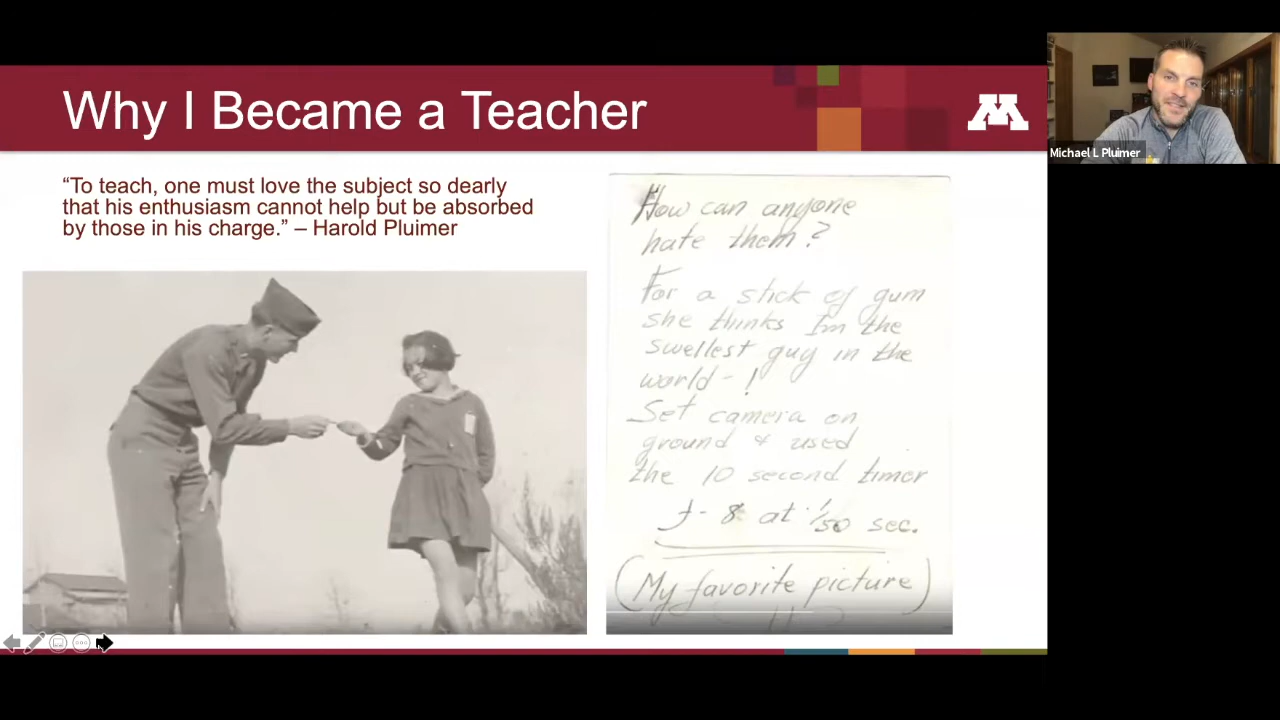 Why I Became a Teacher
M
“To teach, one must love the subject so dearly
that his enthusiasm cannot help but be absorbed
by those in his charge.” – Harold Pluimer
How can anyone
hate them?
For a stick of gum
she thinks Im the
swellest guy in the
world - !
Set camera on
ground & used
the 10 second timer
f- 8 at 1/50 sec.
(My favorite picture)
Michael L Pluimer